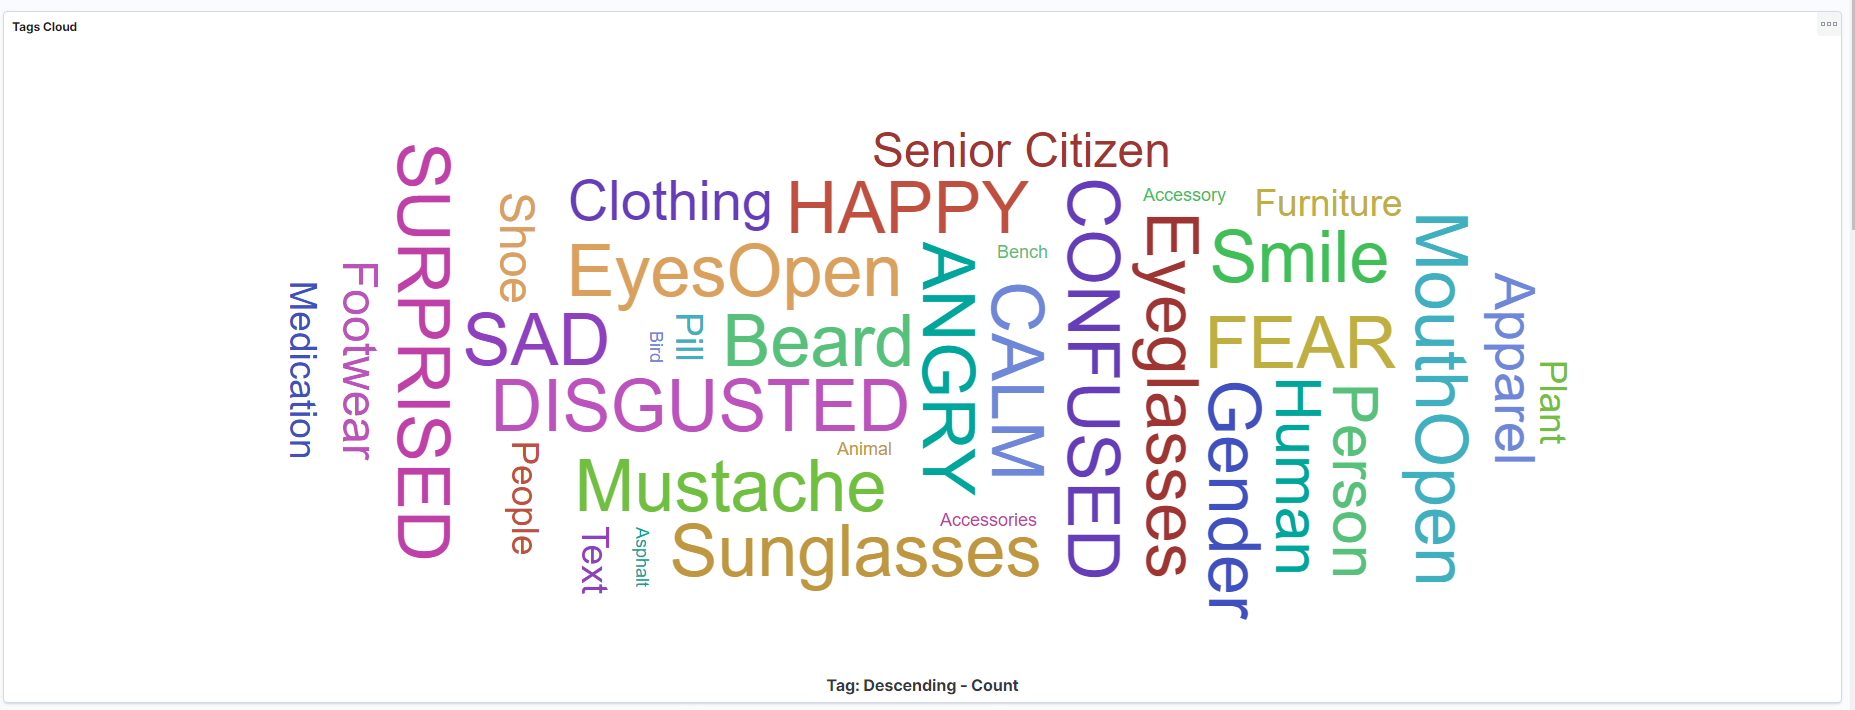 Tags Cloud
Senior Citizen
SURPRISED
Clothing
HAPPY
CONFUSED
Accessory
Furniture
Shoe
Eyeglasses
MouthOpen
Smile
EyesOpen
ANGRY
Bench
Footwear
Medication
CALM
Apparel
SAD
Bird
Pill
Beard
FEAR
Plant
DISGUSTED
Gender
Human
Person
People
Animal
Mustache
Accessories
Text
Asphalt
Sunglasses
Tag: Descending - Count